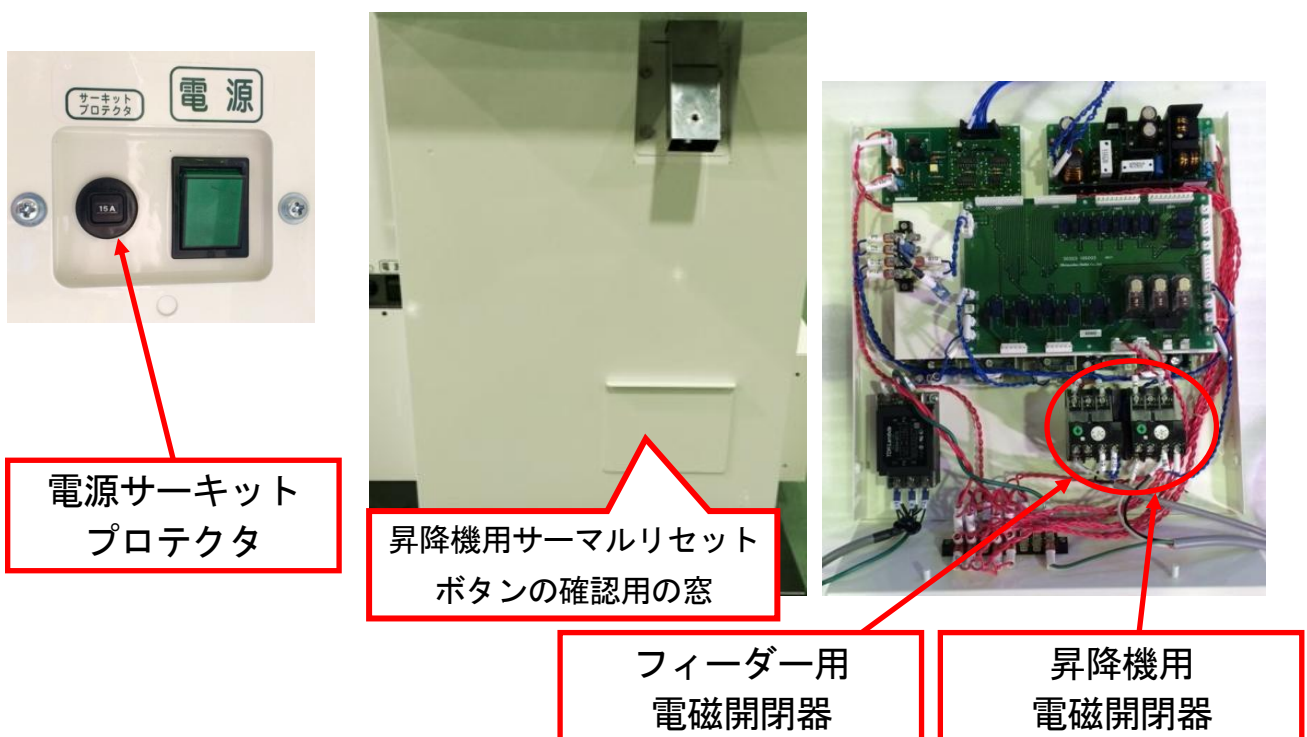 サーキット
プロテクタ
電源
15A
電源サーキット
プロテクタ
昇降機用サーマルリセット
ボタンの確認用の窓
フィーダー用
電磁開閉器
昇降機用
電磁開閉器